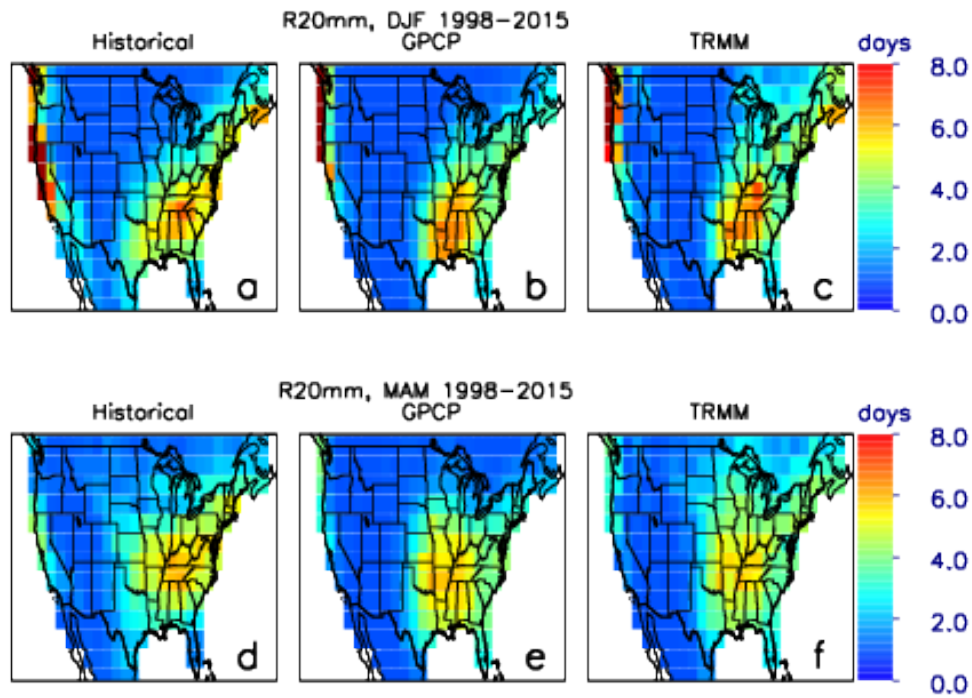 R20mm, DJF 1998-2015
Historical GPCP TRMM days
8.0
6.0
4.0
2.0
0.0
a b c
R20mm, MAM 1998-2015
Historical GPCP TRMM days
8.0
6.0
4.0
2.0
0.0
d e f